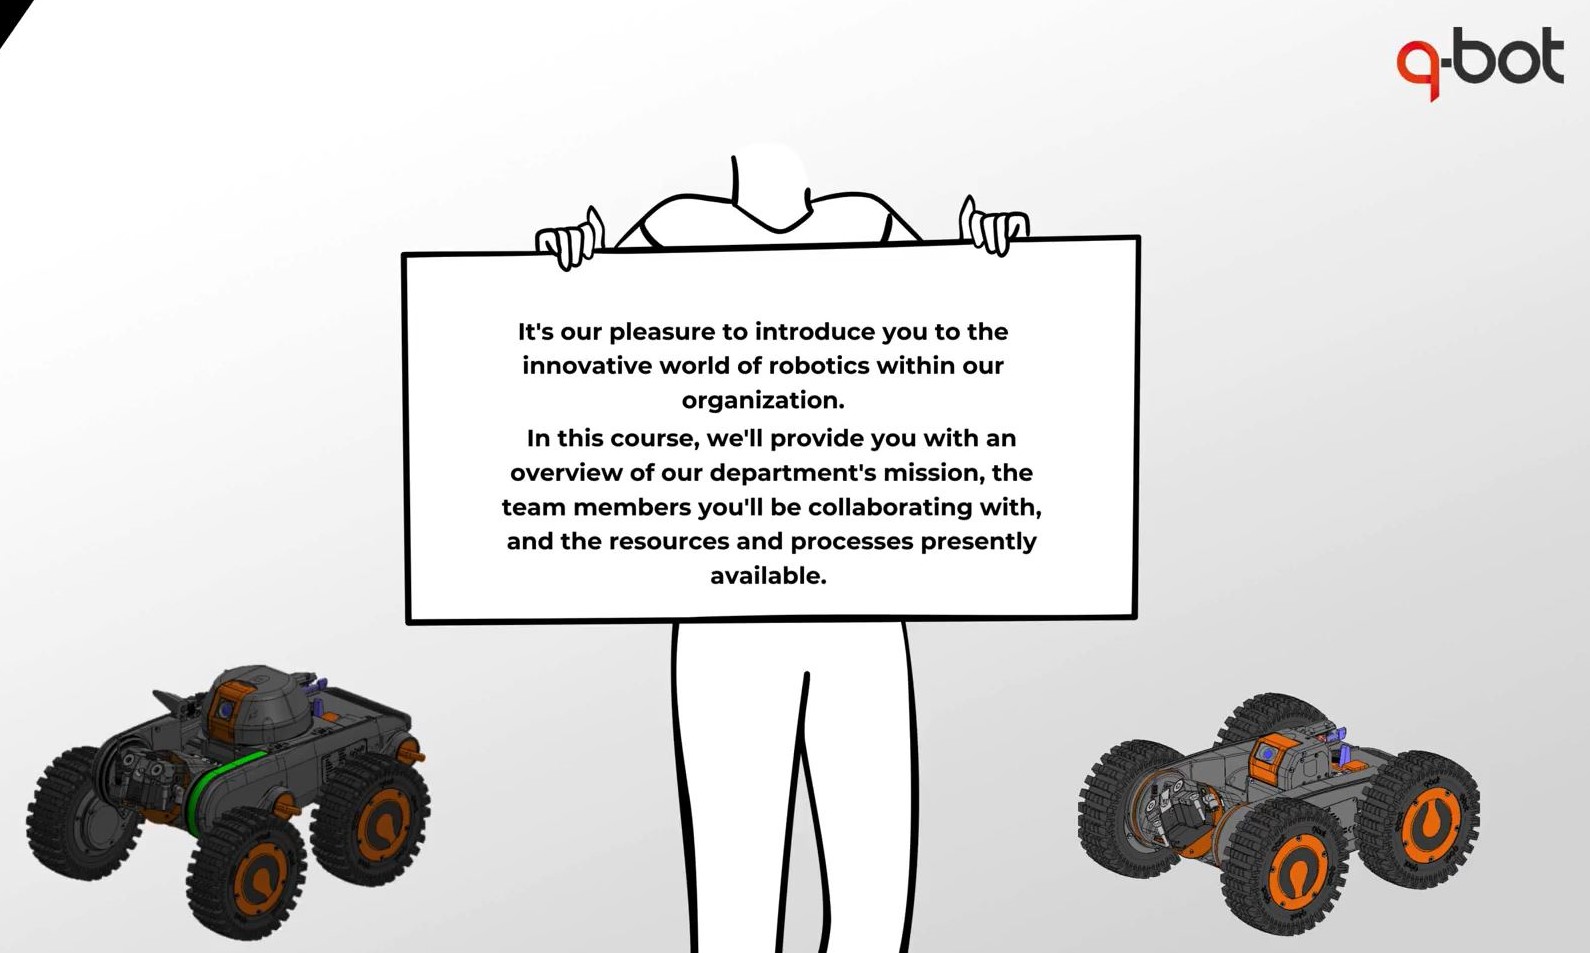 q-bot
It's our pleasure to introduce you to the
innovative world of robotics within our
organization.
In this course, we'll provide you with an
overview of our department's mission, the
team members you'll be collaborating with,
and the resources and processes presently
available.